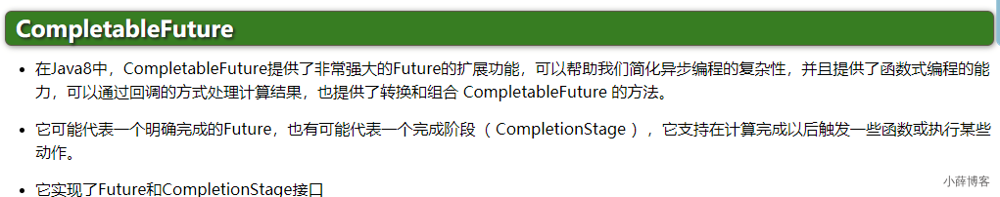 CompletableFuture
• 在Java8中，CompletableFuture提供了非常强大的Future的扩展功能，可以帮助我们简化异步编程的复杂性，并且提供了函数式编程的能
力，可以通过回调的方式处理计算结果，也提供了转换和组合 CompletableFuture 的方法。
• 它可能代表一个明确完成的Future，也有可能代表一个完成阶段（ CompletionStage ），它支持在计算完成以后触发一些函数或执行某些
动作。
• 它实现了Future和CompletionStage接口
小薛博客